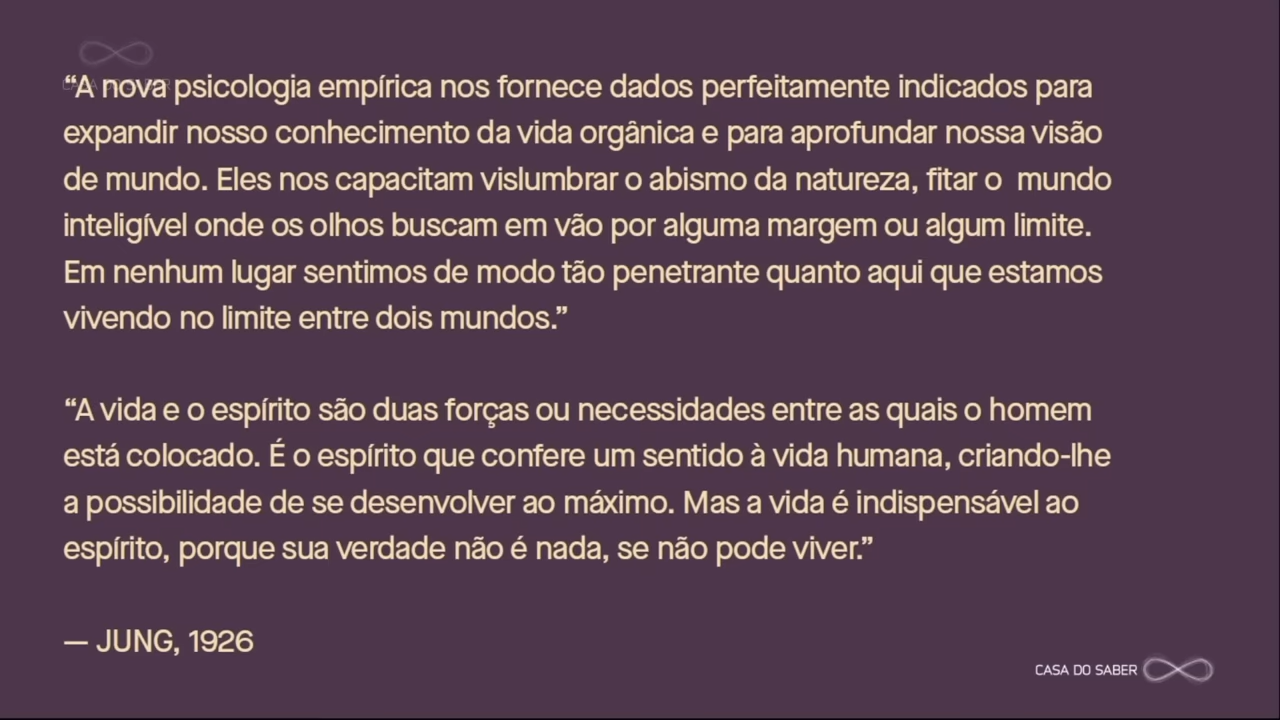 CASA DO SABER
“A nova psicologia empírica nos fornece dados perfeitamente indicados para
expandir nosso conhecimento da vida orgânica e para aprofundar nossa visão
de mundo. Eles nos capacitam vislumbrar o abismo da natureza, fitar o  mundo
inteligível onde os olhos buscam em vão por alguma margem ou algum limite.
Em nenhum lugar sentimos de modo tão penetrante quanto aqui que estamos
vivendo no limite entre dois mundos.”
“A vida e o espírito são duas forças ou necessidades entre as quais o homem
está colocado. É o espírito que confere um sentido à vida humana, criando-lhe
a possibilidade de se desenvolver ao máximo. Mas a vida é indispensável ao
espírito, porque sua verdade não é nada, se não pode viver.”
— JUNG, 1926
CASA DO SABER